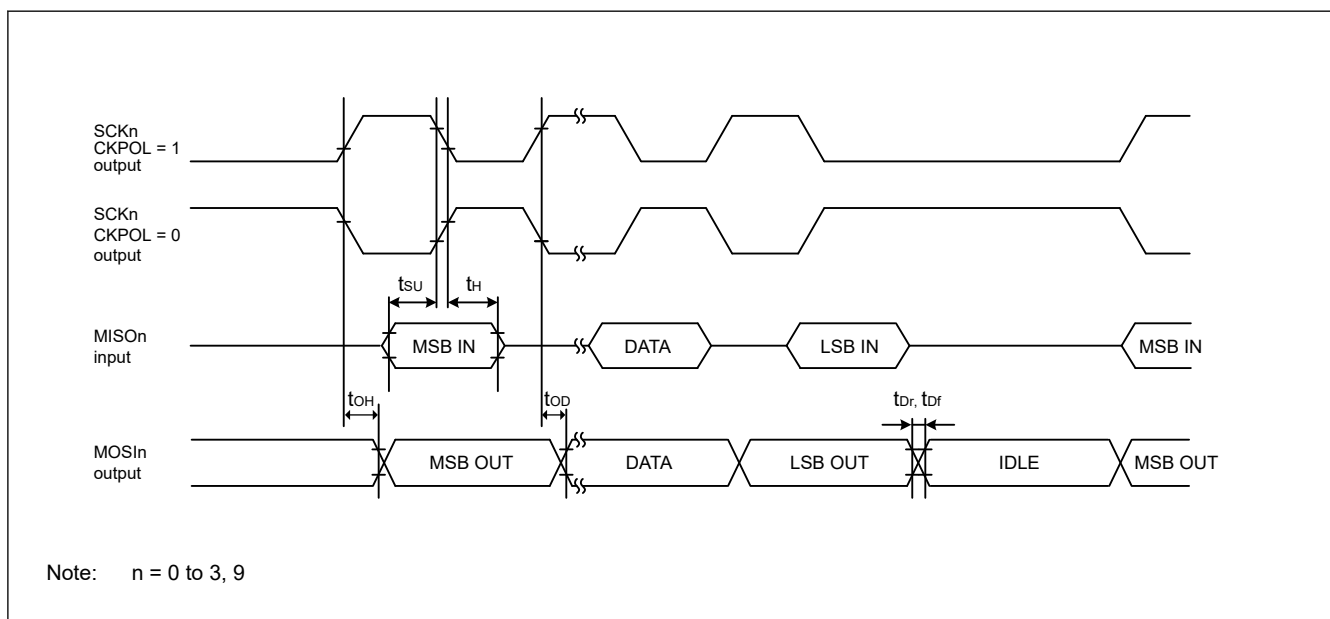 SCKn
CKPOL = 1
output
SCKn
CKPOL = 0
output
tSU
tH
MISOn
input
MSB IN
DATA
LSB IN
MSB IN
tOH
tOD
tDr, tDf
MOSIn
output
MSB OUT
DATA
LSB OUT
IDLE
MSB OUT
Note: n = 0 to 3, 9